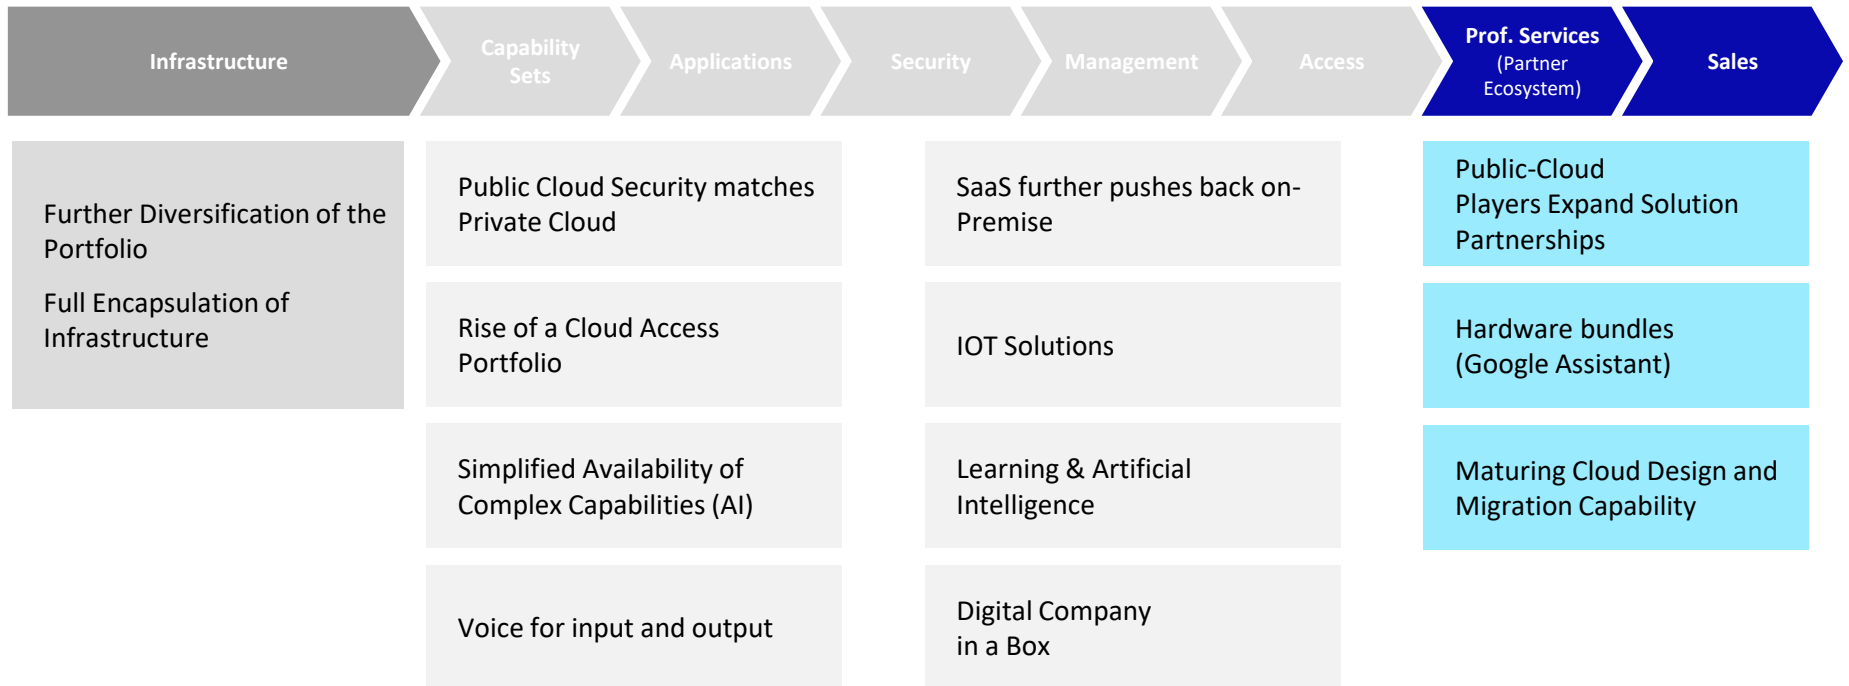 Infrastructure
Capability
Sets
Applications
Security
Management
Access
Prof. Services
(Partner
Ecosystem)
Sales
Further Diversification of the
Portfolio
Full Encapsulation of
Infrastructure
Public Cloud Security matches
Private Cloud
Rise of a Cloud Access
Portfolio
Simplified Availability of
Complex Capabilities (AI)
Voice for input and output
SaaS further pushes back on-
Premise
IOT Solutions
Learning & Artificial
Intelligence
Digital Company
in a Box
Public-Cloud
Players Expand Solution
Partnerships
Hardware bundles
(Google Assistant)
Maturing Cloud Design and
Migration Capability